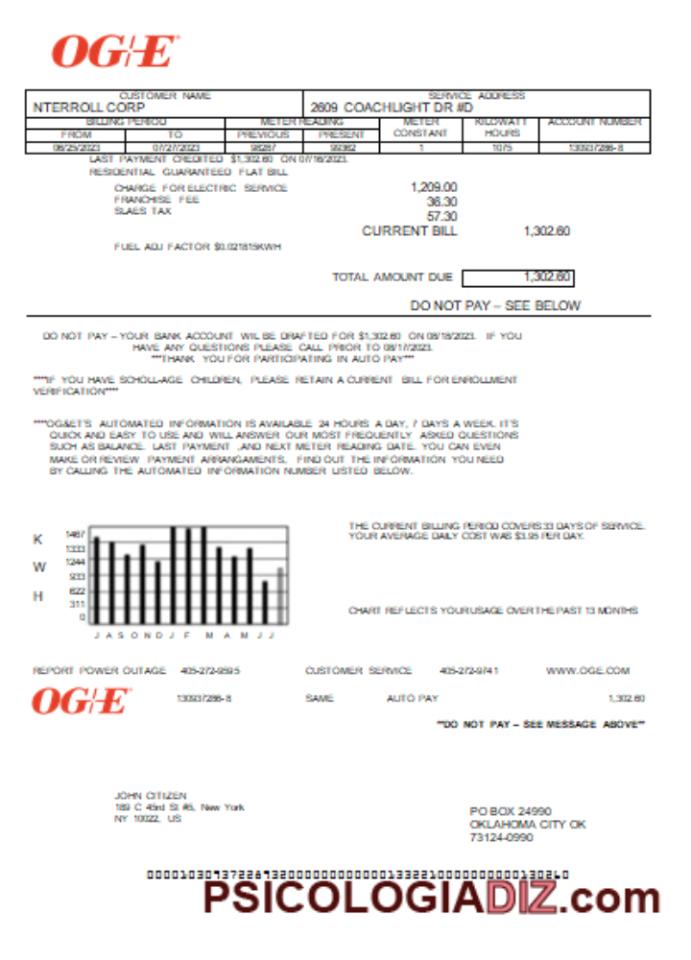 OG+E
CUSTOMER NAME SERVICE ADDRESS
NTERROLL CORP 2609 COACHLIGHT DR #D
BILLING PERIOD METER READING METER KILOWATT ACCOUNT NUMBER
FROM TO PREVIOUS PRESENT CONSTANT HOURS
06/25/2023 07/27/2023 98287 99362 1 1075 130937286-8
LAST PAYMENT CREDITED $1,302.60 ON 07/16/2023.
RESIDENTIAL GUARANTEED FLAT BILL
CHARGE FOR ELECTRIC SERVICE 1,209.00
FRANCHISE FEE 36.30
SLAES TAX 57.30
CURRENT BILL 1,302.60
FUEL ADJ FACTOR $0.021815KWH
TOTAL AMOUNT DUE 1,302.60
DO NOT PAY – SEE BELOW
DO NOT PAY – YOUR BANK ACCOUNT WILL BE DRAFTED FOR $1,302.60 ON 08/18/2023. IF YOU
HAVE ANY QUESTIONS PLEASE CALL PRIOR TO 08/17/2023.
***THANK YOU FOR PARTICIPATING IN AUTO PAY***
****IF YOU HAVE SCHOLL-AGE CHILDREN, PLEASE RETAIN A CURRENT BILL FOR ENROLLMENT
VERIFICATION****
****OG&ET'S AUTOMATED INFORMATION IS AVAILABLE 24 HOURS A DAY, 7 DAYS A WEEK. IT'S
QUICK AND EASY TO USE AND WILL ANSWER OUR MOST FREQUENTLY ASKED QUESTIONS
SUCH AS BALANCE. LAST PAYMENT ,AND NEXT METER READING DATE. YOU CAN EVEN
MAKE OR REVIEW PAYMENT ARRANGAMENTS, FIND OUT THE INFORMATION YOU NEED
BY CALLING THE AUTOMATED INFORMATION NUMBER LISTED BELOW.
THE CURRENT BILLING PERIOD COVERS 33 DAYS OF SERVICE.
YOUR AVERAGE DAILY COST WAS $3.95 PER DAY.
K
W
H
1467
1333
1244
933
622
311
0
J A S O N D J F M A M J J
CHART REFLECTS YOUR USAGE OVER THE PAST 13 MONTHS
REPORT POWER OUTAGE 405-272-9595 CUSTOMER SERVICE 405-272-9741 WWW.OGE.COM
OG+E 130937286-8 SAME AUTO PAY 1,302.60
**DO NOT PAY – SEE MESSAGE ABOVE**
JOHN CITIZEN
189 C 45rd St #5, New York
NY 10022, US
PO BOX 24990
OKLAHOMA CITY OK
73124-0990
PSICOLOGIADIZ.com